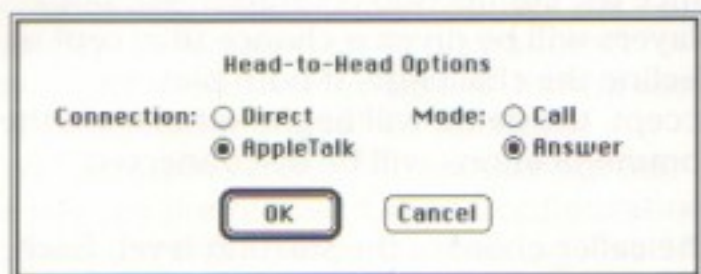 Head-to-Head Options
Connection: Direct Mode: Call
AppleTalk Answer
OK Cancel